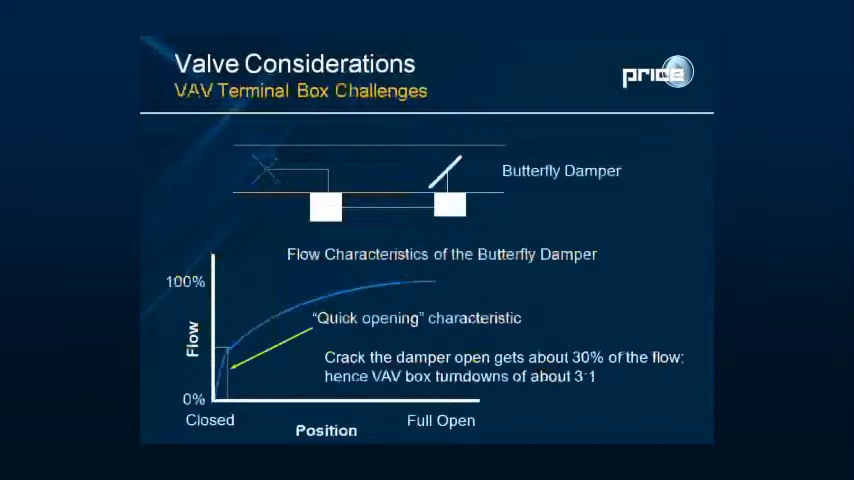 Valve Considerations
VAV Terminal Box Challenges
price
Butterfly Damper
Flow Characteristics of the Butterfly Damper
100%
"Quick opening" characteristic
Flow
Crack the damper open gets about 30% of the flow:
hence VAV box turndowns of about 3:1
0%
Closed
Full Open
Position